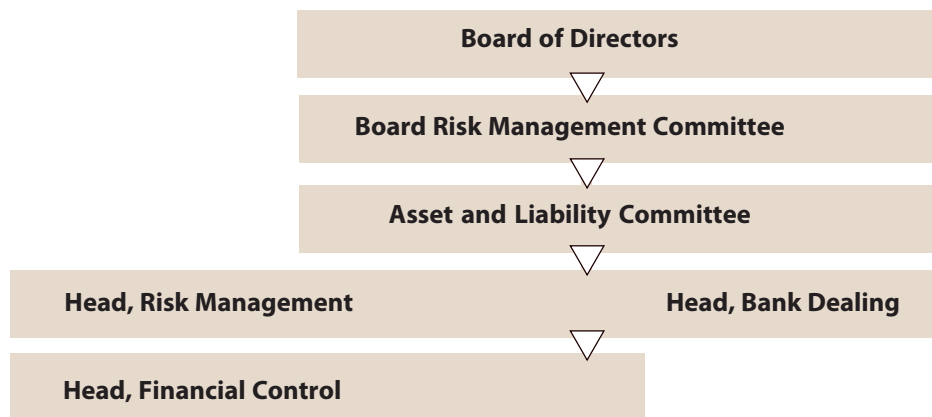 Board of Directors
Board Risk Management Committee
Asset and Liability Committee
Head, Risk Management
Head, Bank Dealing
Head, Financial Control